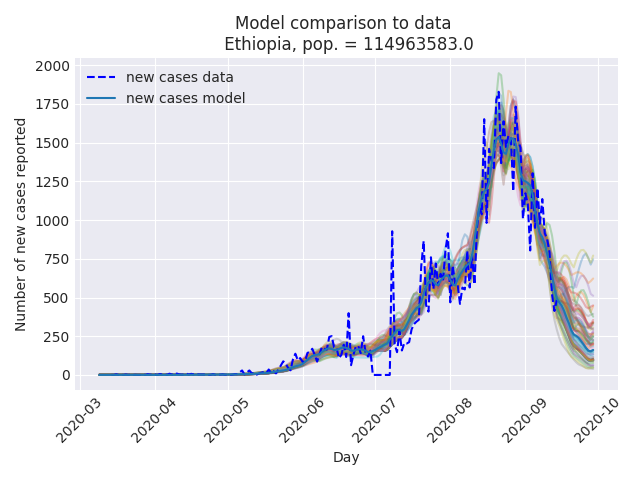 Model comparison to data
Ethiopia, pop. = 114963583.0
new cases data
new cases model
Number of new cases reported
2000
1750
1500
1250
1000
750
500
250
0
2020-03
2020-04
2020-05
2020-06
2020-07
2020-08
2020-09
2020-10
Day